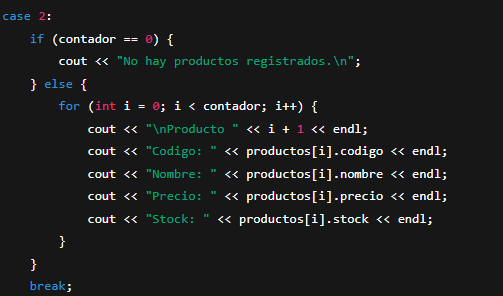 case 2:
    if (contador == 0) {
        cout << "No hay productos registrados.\n";
    } else {
        for (int i = 0; i < contador; i++) {
            cout << "\nProducto " << i + 1 << endl;
            cout << "Codigo: " << productos[i].codigo << endl;
            cout << "Nombre: " << productos[i].nombre << endl;
            cout << "Precio: " << productos[i].precio << endl;
            cout << "Stock: " << productos[i].stock << endl;
        }
    }
    break;